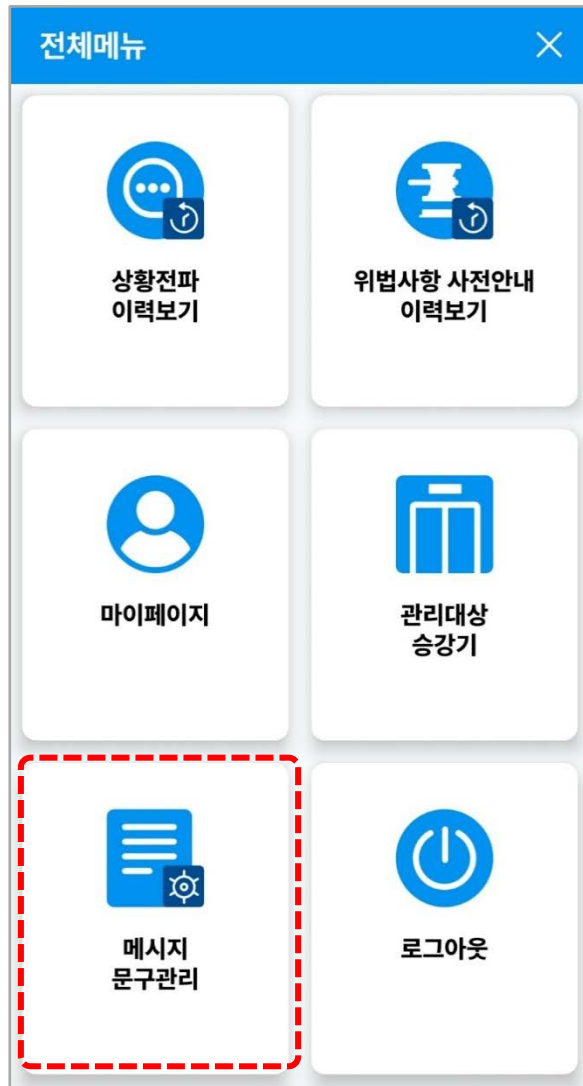 전체메뉴
상황전파
이력보기
위법사항 사전안내
이력보기
마이페이지
관리대상
승강기
메시지
문구관리
로그아웃